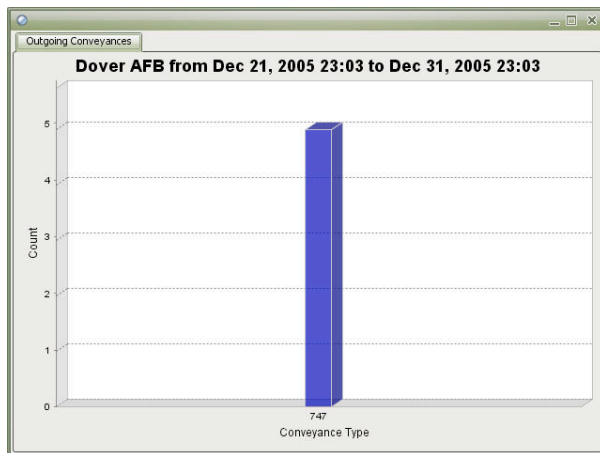 Outgoing Conveyances
Dover AFB from Dec 21, 2005 23:03 to Dec 31, 2005 23:03
5
4
3
2
1
0
Count
747
Conveyance Type